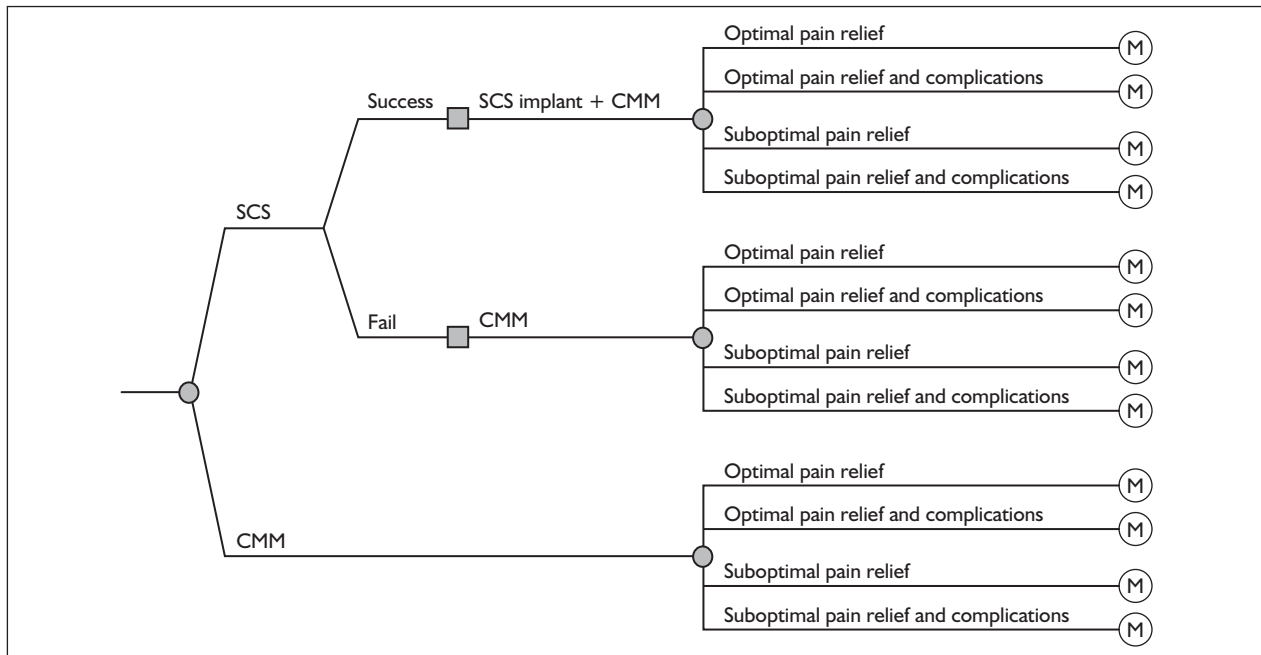 Optimal pain relief
M
Optimal pain relief and complications
M
Success
SCS implant + CMM
Suboptimal pain relief
M
Suboptimal pain relief and complications
M
SCS
Optimal pain relief
M
Optimal pain relief and complications
M
Fail
CMM
Suboptimal pain relief
M
Suboptimal pain relief and complications
M
Optimal pain relief
M
Optimal pain relief and complications
M
CMM
Suboptimal pain relief
M
Suboptimal pain relief and complications
M